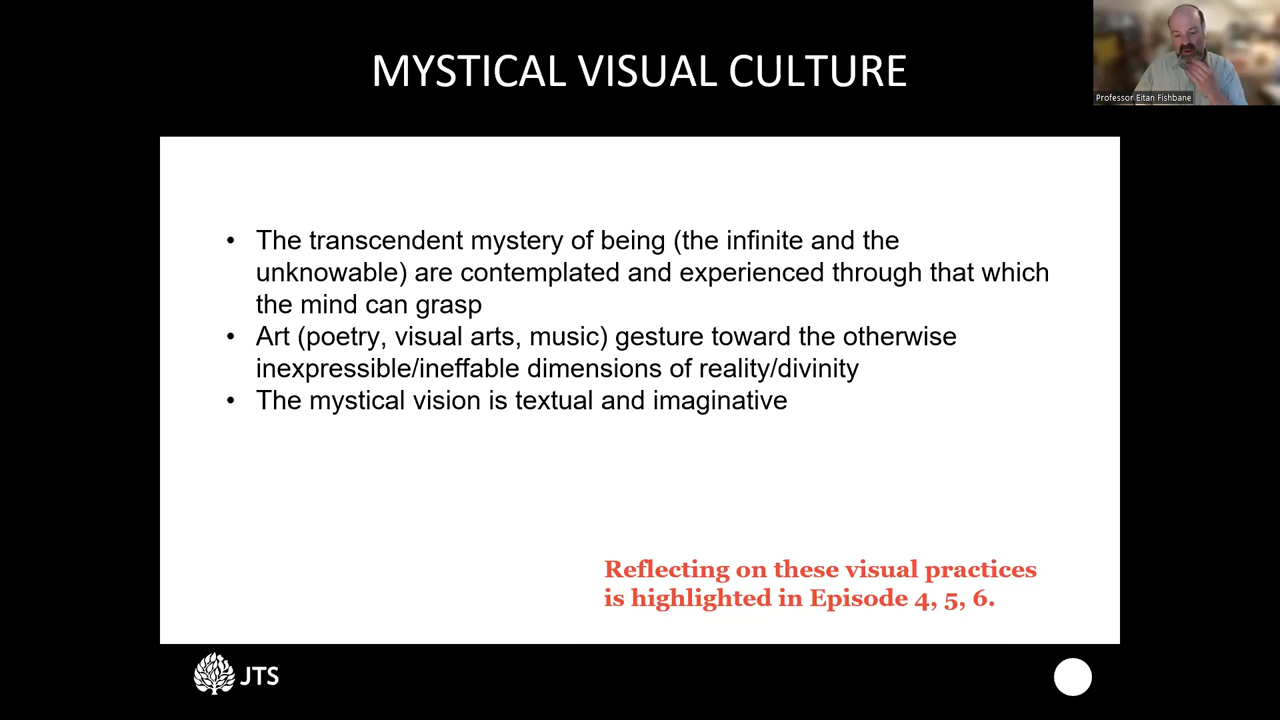 MYSTICAL VISUAL CULTURE
Professor Eitan Fishbane
• The transcendent mystery of being (the infinite and the
unknowable) are contemplated and experienced through that which
the mind can grasp
• Art (poetry, visual arts, music) gesture toward the otherwise
inexpressible/ineffable dimensions of reality/divinity
• The mystical vision is textual and imaginative
Reflecting on these visual practices
is highlighted in Episode 4, 5, 6.
JTS